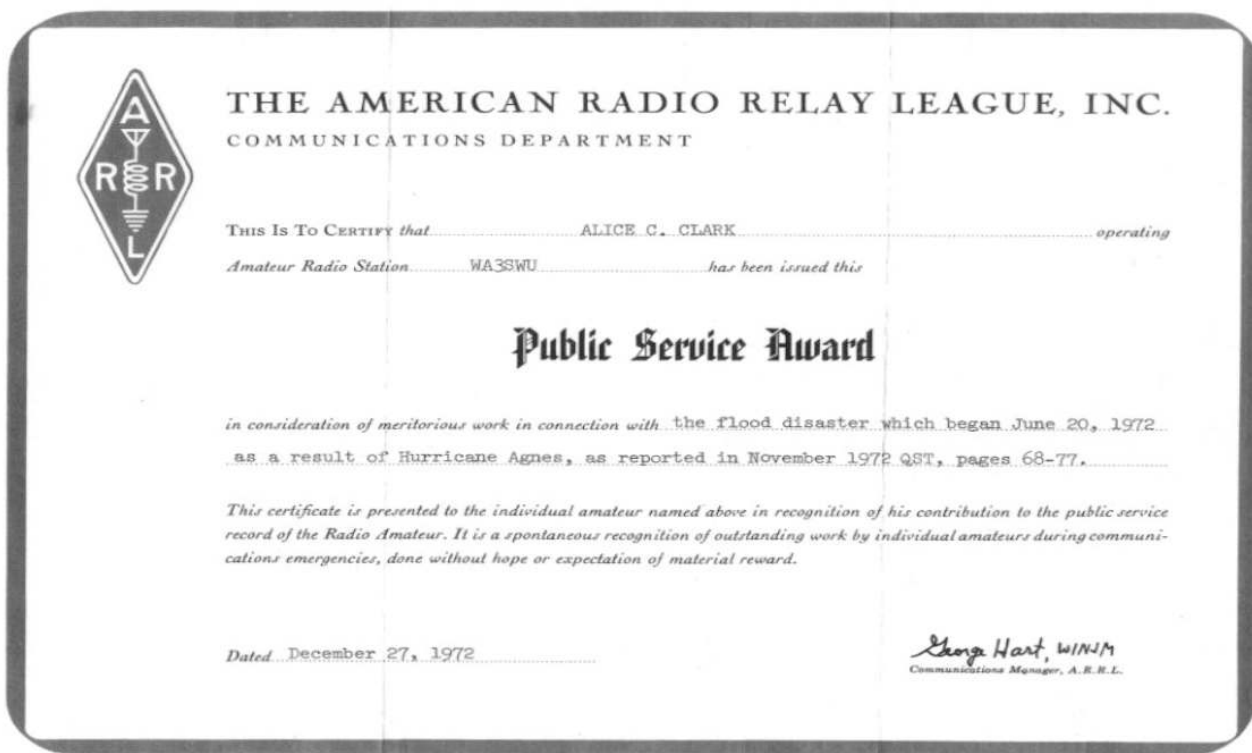 A
R R
L
THE AMERICAN RADIO RELAY LEAGUE, INC.
COMMUNICATIONS DEPARTMENT
THIS IS TO CERTIFY that ALICE C. CLARK operating
Amateur Radio Station WA3SWU has been issued this
Public Service Award
in consideration of meritorious work in connection with the flood disaster which began June 20, 1972
as a result of Hurricane Agnes, as reported in November 1972 QST, pages 68-77.
This certificate is presented to the individual amateur named above in recognition of his contribution to the public service
record of the Radio Amateur. It is a spontaneous recognition of outstanding work by individual amateurs during communi-
cations emergencies, done without hope or expectation of material reward.
Dated December 27, 1972
George Hart, W1NJM
Communications Manager, A.R.R.L.